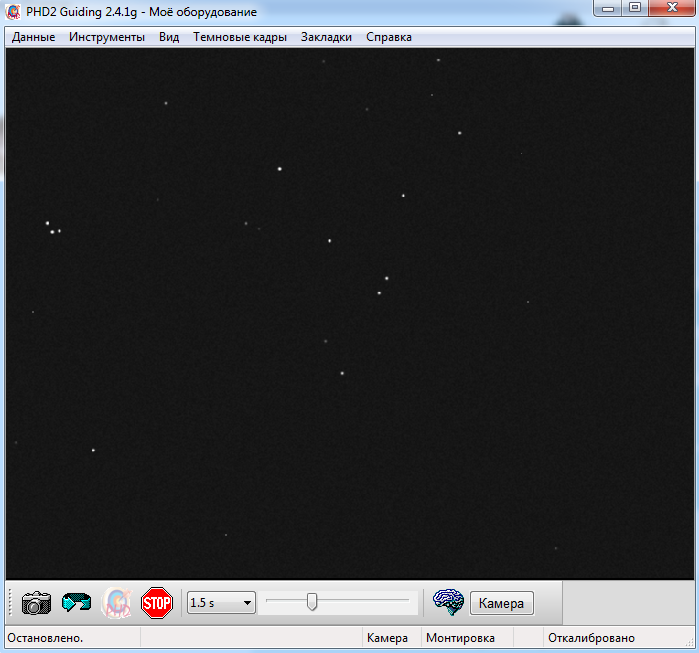 PHD2 Guiding 2.4.1g - Моё оборудование
Данные Инструменты Вид Темновые кадры Закладки Справка
STOP 1.5 s Камера
Остановлено. Камера Монтировка Откалибровано